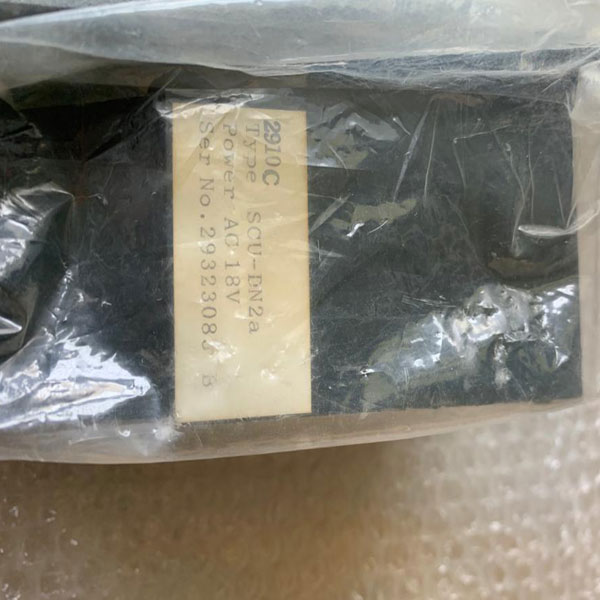 2910C
Type SCU-EN2a
Power AC 18V
Ser No. 2932308J B